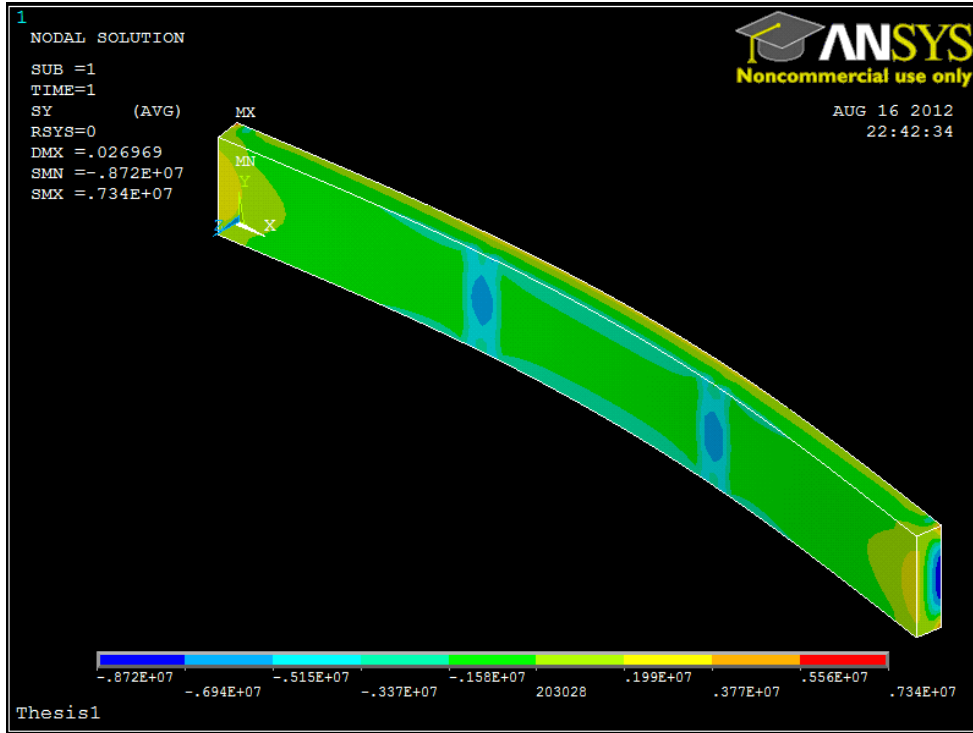 1
NODAL SOLUTION
SUB =1
TIME=1
SY (AVG)
RSYS=0
DMX =.026969
SMN =-.872E+07
SMX =.734E+07
ANSYS
Noncommercial use only
AUG 16 2012
22:42:34
MX
MN
Y
Z X
-.872E+07 -.515E+07 -.158E+07 .199E+07 .556E+07
-.694E+07 -.337E+07 203028 .377E+07 .734E+07
Thesis1